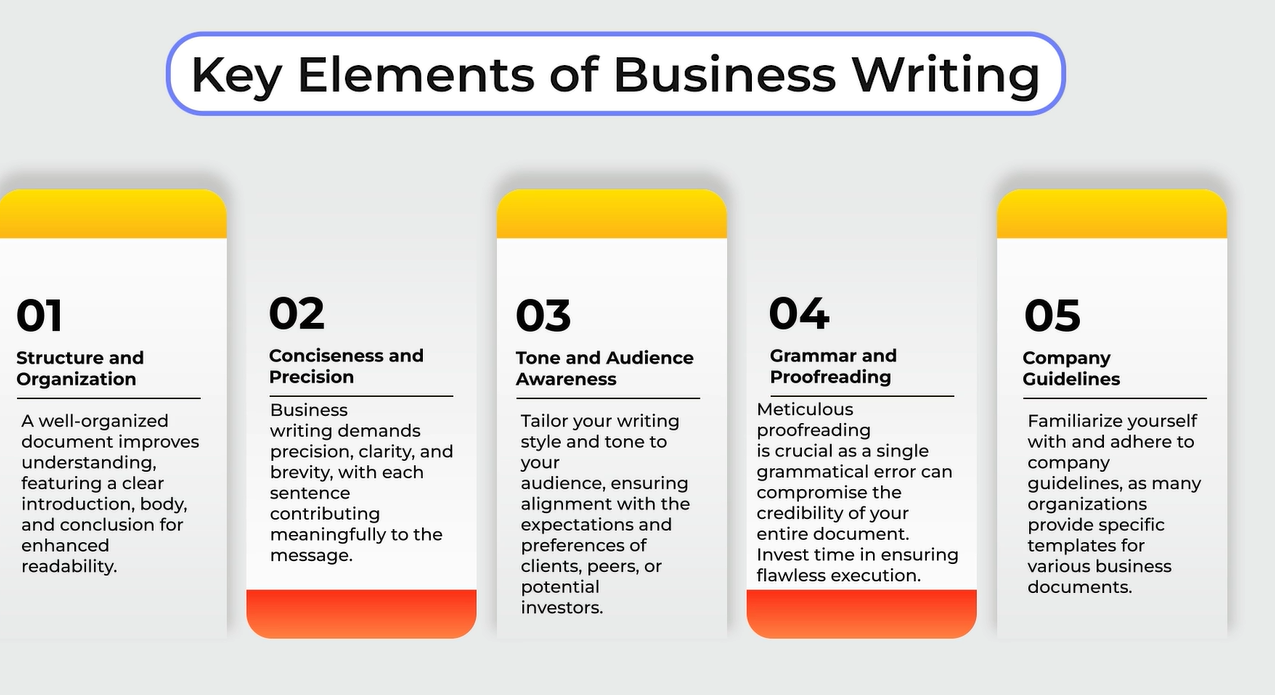 Key Elements of Business Writing
01
Structure and
Organization
A well-organized
document improves
understanding,
featuring a clear
introduction, body,
and conclusion for
enhanced
readability.
02
Conciseness and
Precision
Business
writing demands
precision, clarity, and
brevity, with each
sentence
contributing
meaningfully to the
message.
03
Tone and Audience
Awareness
Tailor your writing
style and tone to
your
audience, ensuring
alignment with the
expectations and
preferences of
clients, peers, or
potential
investors.
04
Grammar and
Proofreading
Meticulous
proofreading
is crucial as a single
grammatical error can
compromise the
credibility of your
entire document.
Invest time in ensuring
flawless execution.
05
Company
Guidelines
Familiarize yourself
with and adhere to
company
guidelines, as many
organizations
provide specific
templates for
various business
documents.